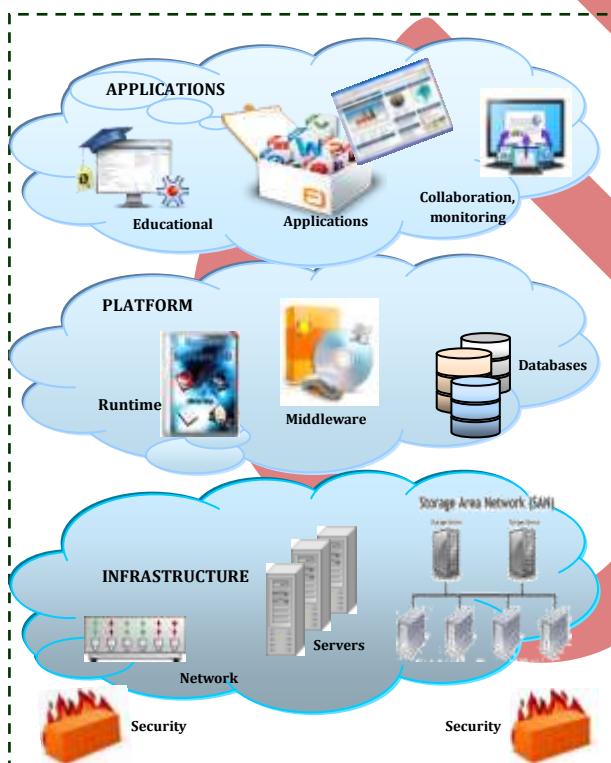 APPLICATIONS
Educational
Applications
Collaboration,
monitoring
PLATFORM
Runtime
Middleware
Databases
Storage Area Network (SAN)
INFRASTRUCTURE
Servers
Network
Security
Security